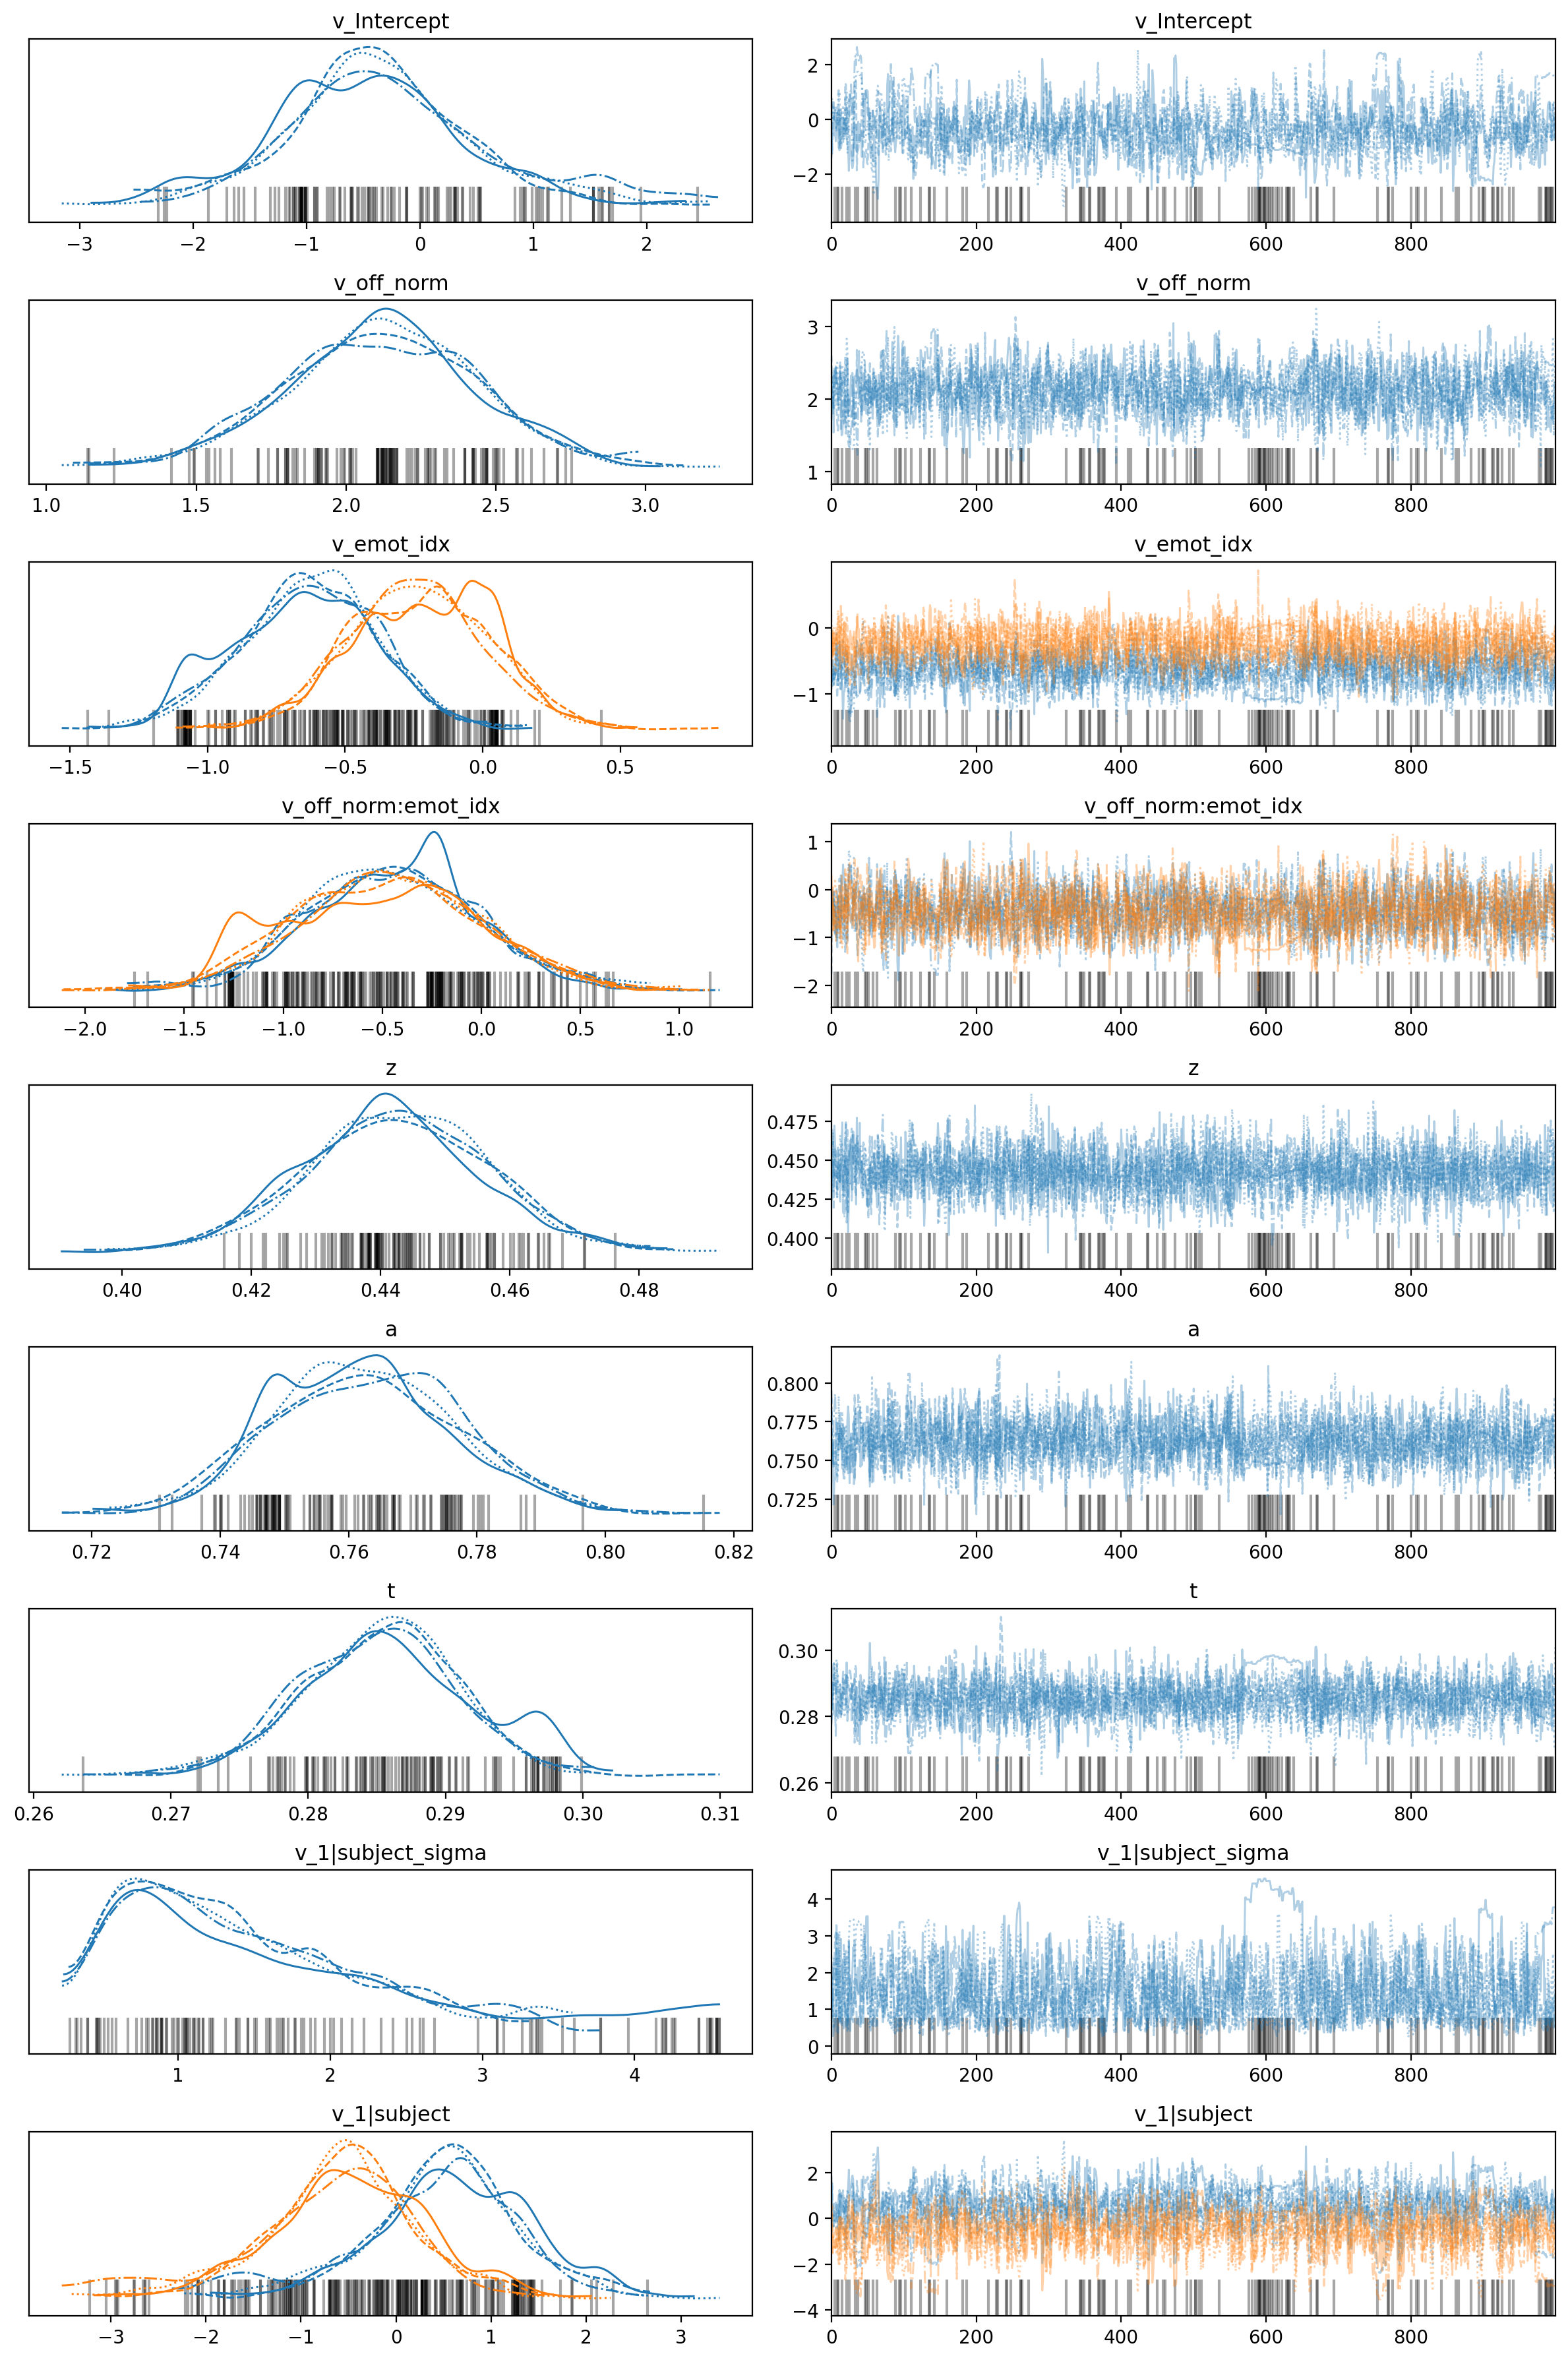 v_Intercept v_Intercept
2
0
−2
−3 −2 −1 0 1 2 0 200 400 600 800
v_off_norm v_off_norm
3
2
1
1.0 1.5 2.0 2.5 3.0 0 200 400 600 800
v_emot_idx v_emot_idx
0
−1
−1.5 −1.0 −0.5 0.0 0.5 0 200 400 600 800
v_off_norm:emot_idx v_off_norm:emot_idx
1
0
−1
−2
−2.0 −1.5 −1.0 −0.5 0.0 0.5 1.0 0 200 400 600 800
z z
0.475
0.450
0.425
0.400
0.40 0.42 0.44 0.46 0.48 0 200 400 600 800
a a
0.800
0.775
0.750
0.725
0.72 0.74 0.76 0.78 0.80 0.82 0 200 400 600 800
t t
0.30
0.28
0.26
0.26 0.27 0.28 0.29 0.30 0.31 0 200 400 600 800
v_1|subject_sigma v_1|subject_sigma
4
3
2
1
0
1 2 3 4 0 200 400 600 800
v_1|subject v_1|subject
2
0
−2
−4
−3 −2 −1 0 1 2 3 0 200 400 600 800